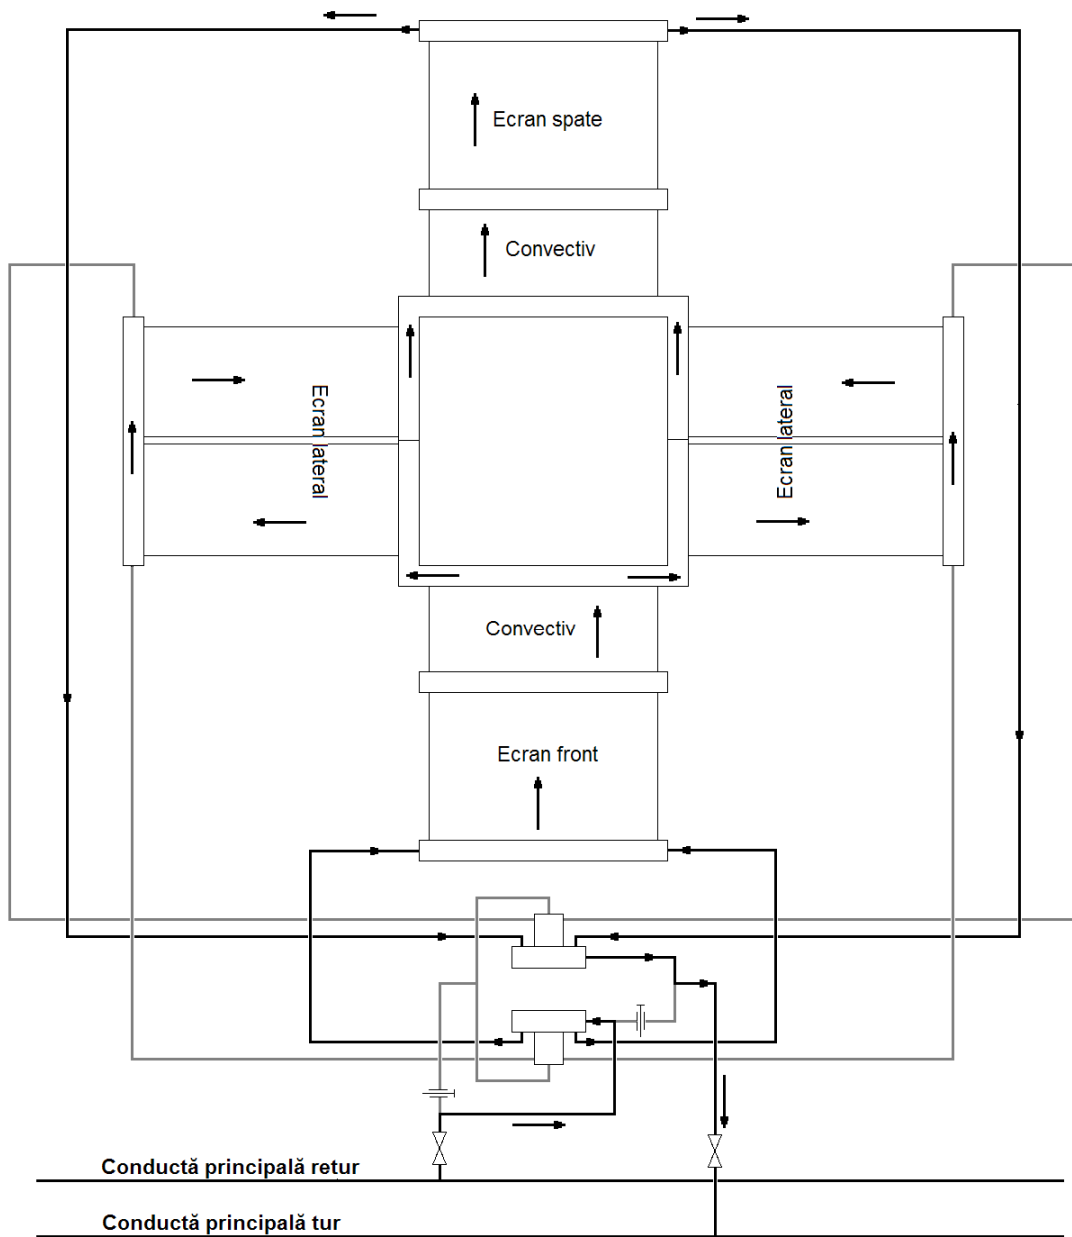 Ecran spate
Convectiv
Ecran lateral
Ecran lateral
Convectiv
Ecran front
Conductă principală retur
Conductă principală tur